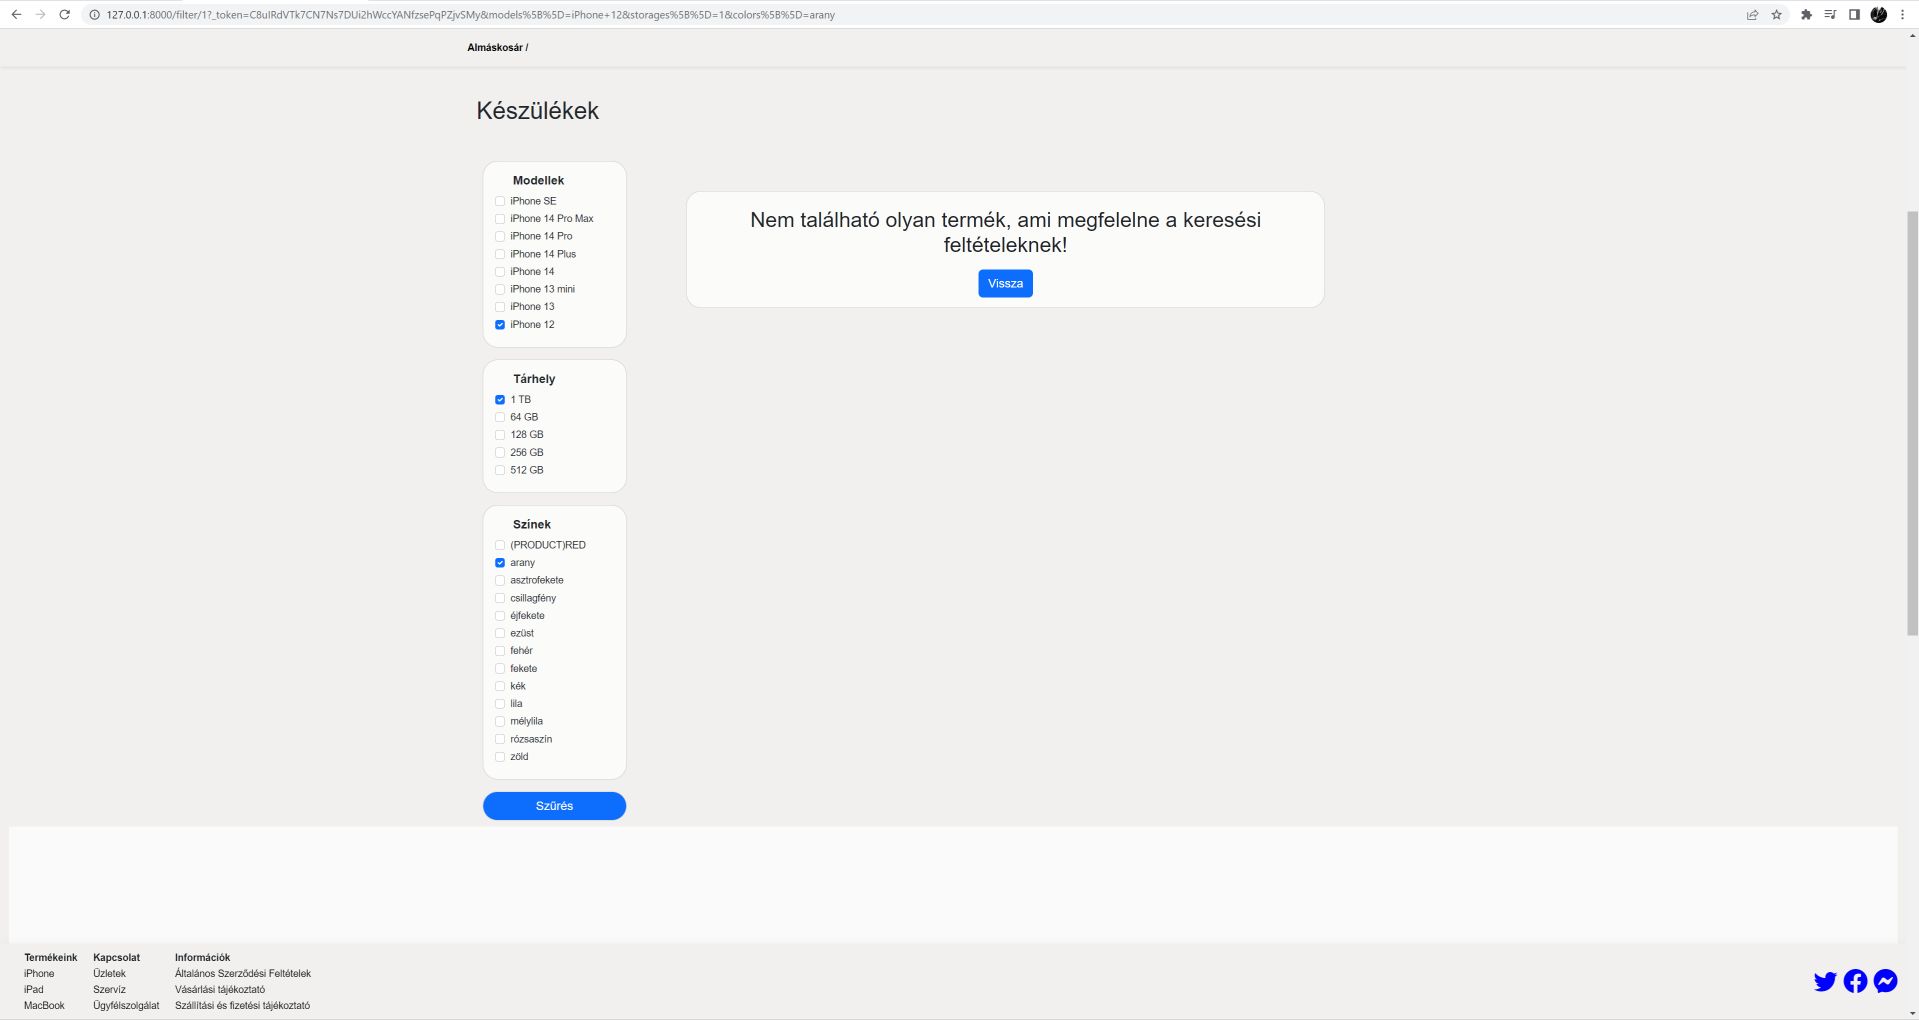 127.0.0.1:8000/filter/1?_token=C8uIRdVTk7CN7Ns7DUi2hWccYANfzsePqPZjvSMy&models%5B%5D=iPhone+12&storages%5B%5D=1&colors%5B%5D=arany
Almáskosár /
Készülékek
Modellek
iPhone SE
iPhone 14 Pro Max
iPhone 14 Pro
iPhone 14 Plus
iPhone 14
iPhone 13 mini
iPhone 13
iPhone 12
Nem található olyan termék, ami megfelelne a keresési
feltételeknek!
Vissza
Tárhely
1 TB
64 GB
128 GB
256 GB
512 GB
Színek
(PRODUCT)RED
arany
asztrofekete
csillagfény
éjfekete
ezüst
fehér
fekete
kék
lila
mélylila
rózsaszín
zöld
Szűrés
Termékeink
iPhone
iPad
MacBook
Kapcsolat
Üzletek
Szervíz
Ügyfélszolgálat
Információk
Általános Szerződési Feltételek
Vásárlási tájékoztató
Szállítási és fizetési tájékoztató